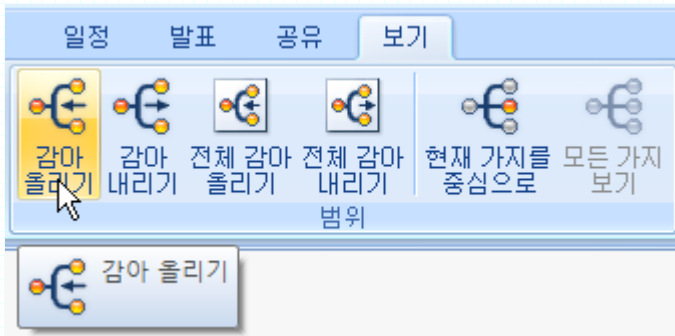 일정 발표 공유 보기
감아 올리기
감아 내리기
전체 감아 올리기
전체 감아 내리기
현재 가지를 중심으로
모든 가지 보기
범위
감아 올리기